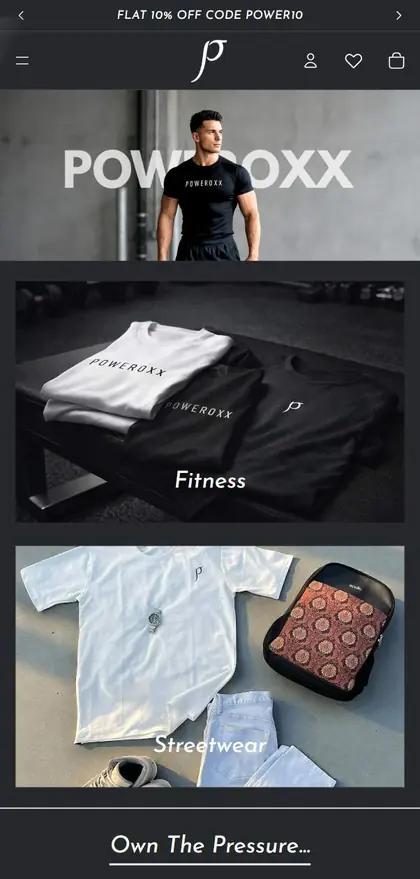 FLAT 10% OFF CODE POWER10
POWEROXX
POWEROXX
POWEROXX
POWEROXX
Fitness
Streetwear
Own The Pressure...